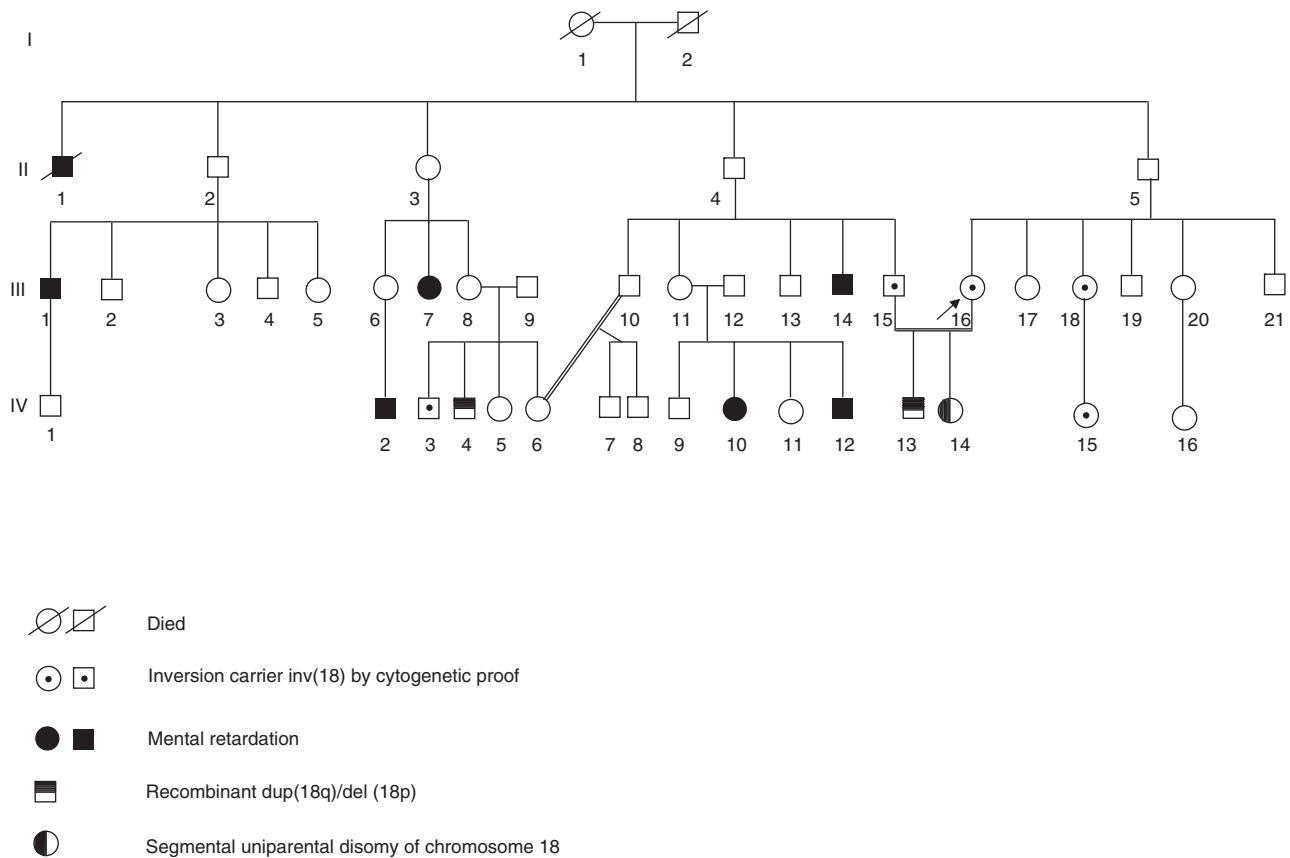 I
1 2
II
1 2 3 4 5
III
1 2 3 4 5 6 7 8 9 10 11 12 13 14 15 16 17 18 19 20 21
IV
1 2 3 4 5 6 7 8 9 10 11 12 13 14 15 16
Died
Inversion carrier inv(18) by cytogenetic proof
Mental retardation
Recombinant dup(18q)/del (18p)
Segmental uniparental disomy of chromosome 18